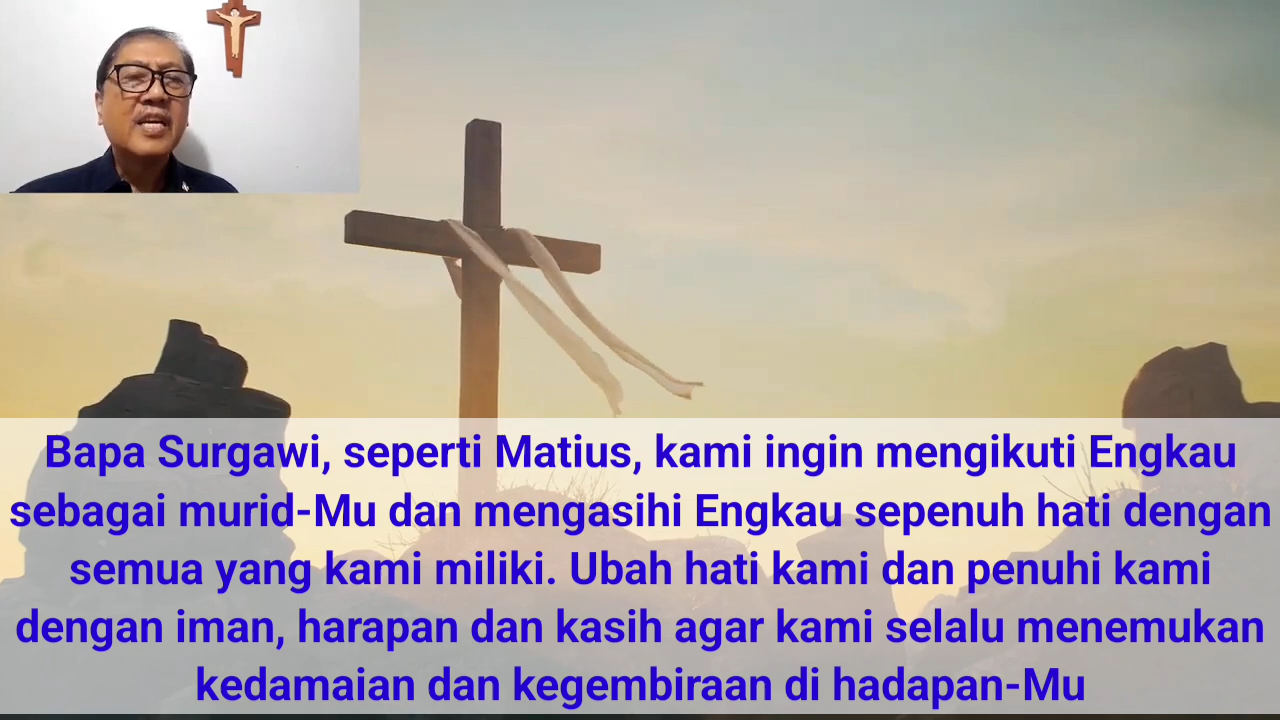 Bapa Surgawi, seperti Matius, kami ingin mengikuti Engkau
sebagai murid-Mu dan mengasihi Engkau sepenuh hati dengan
semua yang kami miliki. Ubah hati kami dan penuhi kami
dengan iman, harapan dan kasih agar kami selalu menemukan
kedamaian dan kegembiraan di hadapan-Mu